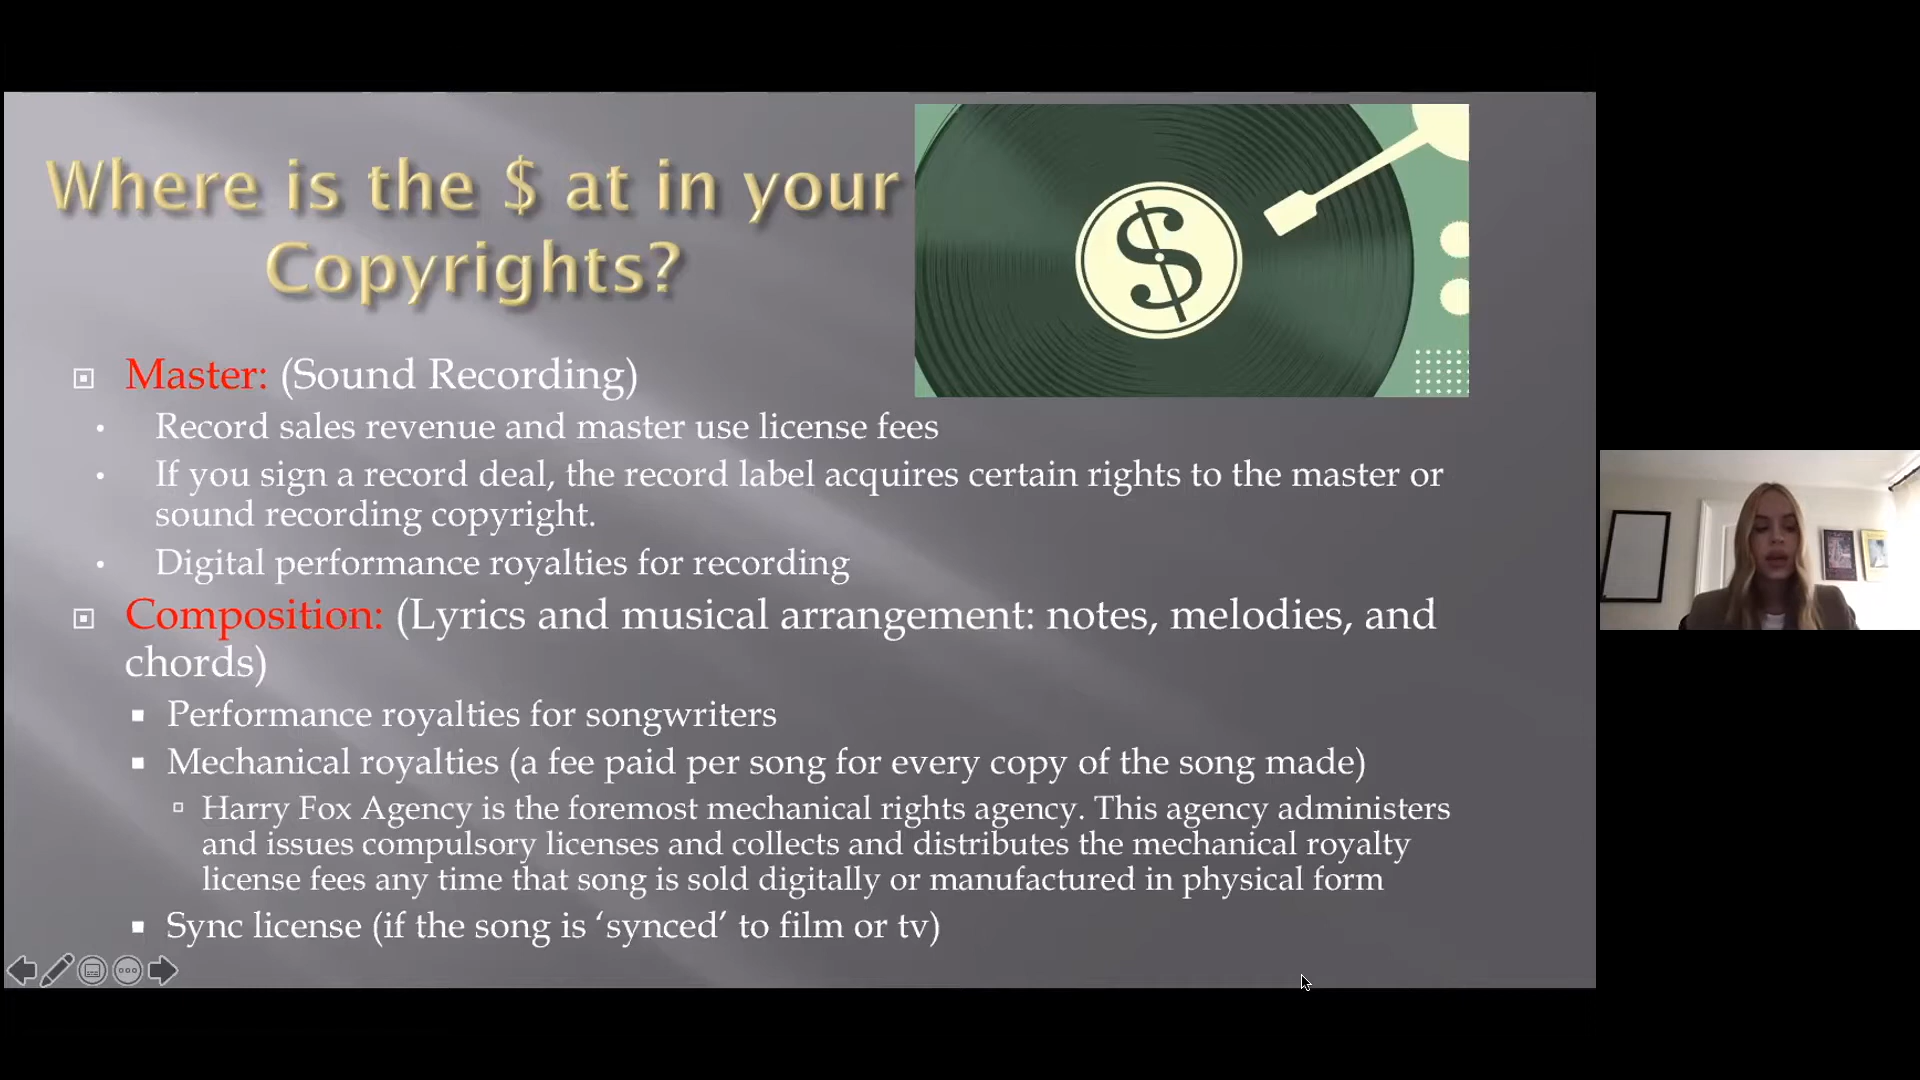 Where is the $ at in your
Copyrights?
$
Master: (Sound Recording)
Record sales revenue and master use license fees
If you sign a record deal, the record label acquires certain rights to the master or
sound recording copyright.
Digital performance royalties for recording
Composition: (Lyrics and musical arrangement: notes, melodies, and
chords)
Performance royalties for songwriters
Mechanical royalties (a fee paid per song for every copy of the song made)
Harry Fox Agency is the foremost mechanical rights agency. This agency administers
and issues compulsory licenses and collects and distributes the mechanical royalty
license fees any time that song is sold digitally or manufactured in physical form
Sync license (if the song is ‘synced’ to film or tv)